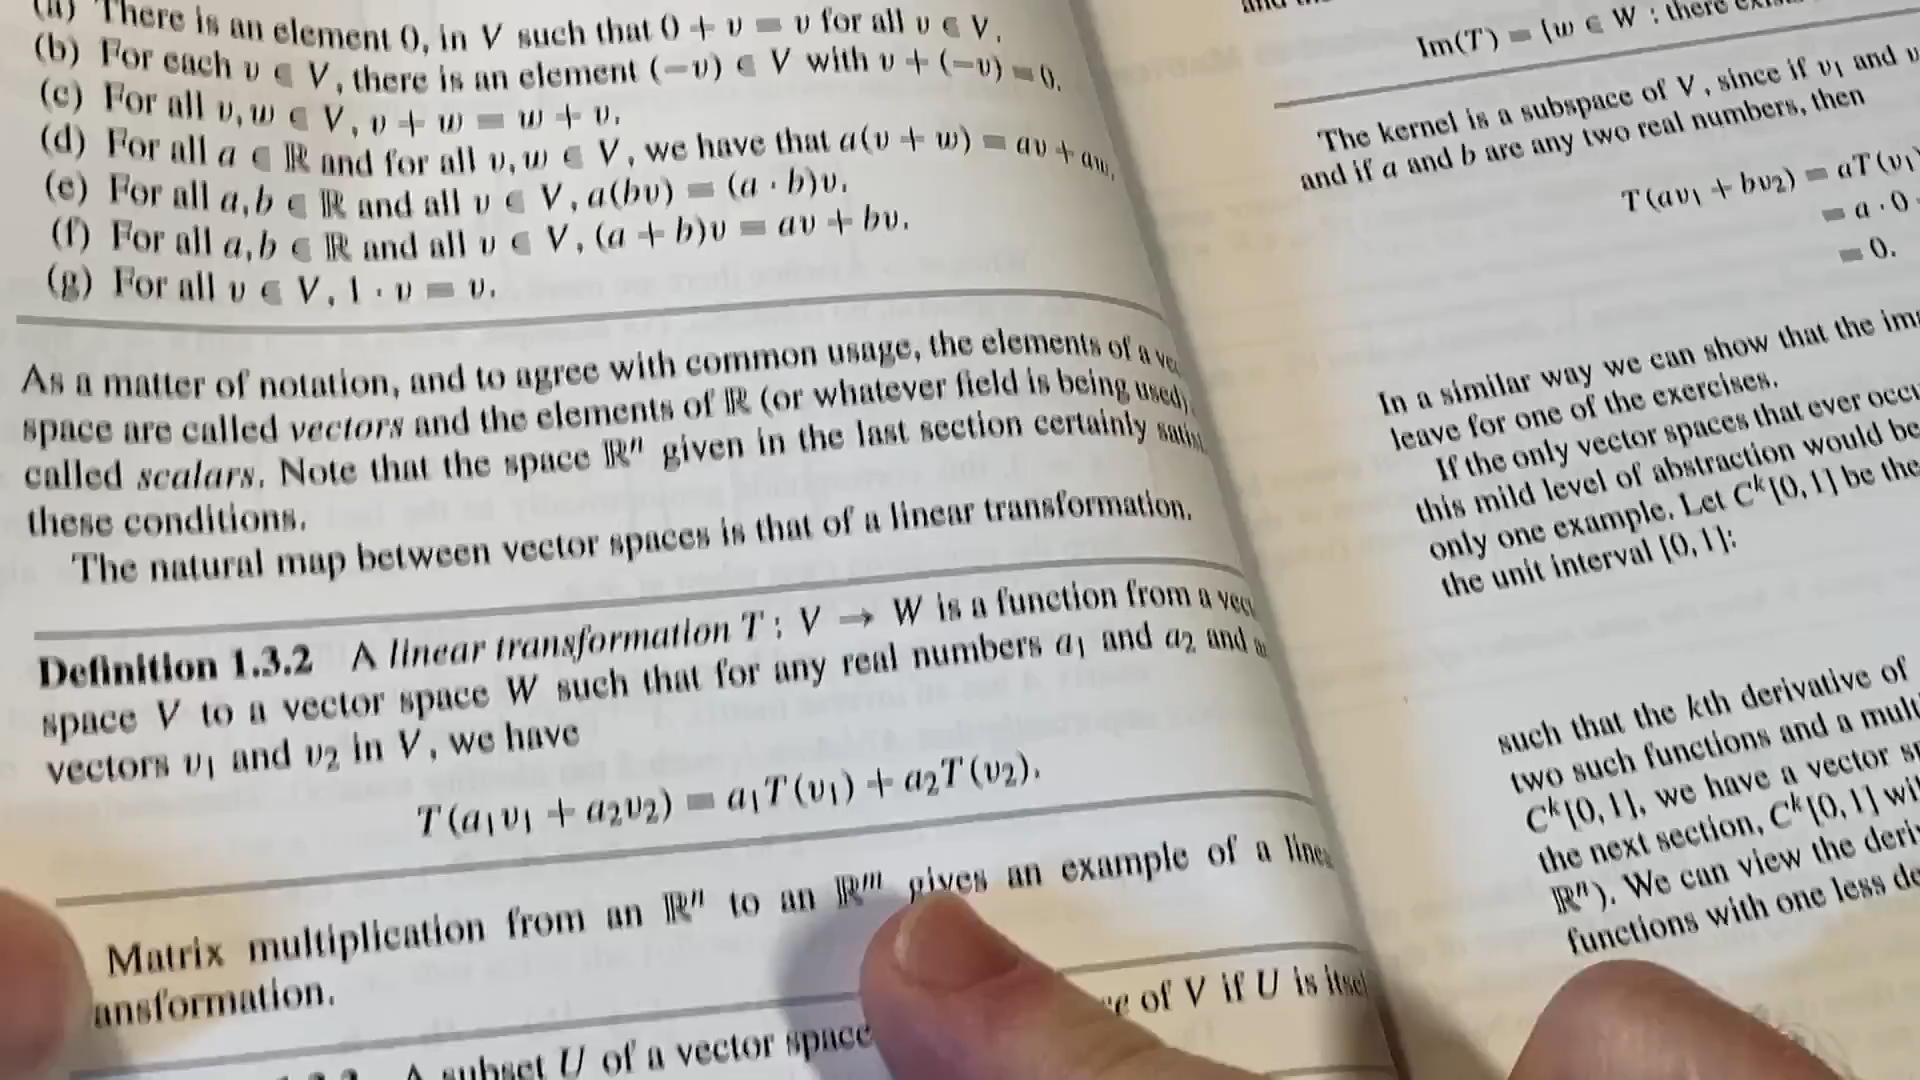 (a) There is an element 0, in V such that 0 + v = v for all v ∈ V.
(b) For each v ∈ V, there is an element (−v) ∈ V with v + (−v) = 0.
(c) For all v, w ∈ V, v + w = w + v.
(d) For all a ∈ ℝ and for all v, w ∈ V, we have that a(v + w) = av + aw.
(e) For all a, b ∈ ℝ and all v ∈ V, a(bv) = (a · b)v.
(f) For all a, b ∈ ℝ and all v ∈ V, (a + b)v = av + bv.
(g) For all v ∈ V, 1 · v = v.
As a matter of notation, and to agree with common usage, the elements of a
space are called vectors and the elements of ℝ (or whatever field is being used)
called scalars. Note that the space ℝⁿ given in the last section certainly
these conditions.
The natural map between vector spaces is that of a linear transformation.
Definition 1.3.2 A linear transformation T : V → W is a function from a
space V to a vector space W such that for any real numbers a₁ and a₂ and
vectors v₁ and v₂ in V, we have
T(a₁v₁ + a₂v₂) = a₁T(v₁) + a₂T(v₂).
Matrix multiplication from an ℝⁿ to an ℝᵐ gives an example of a
ansformation.
A subset U of a vector space of V if U is
Im(T) = {w ∈ W : there
The kernel is a subspace of V, since if v₁ and
and if a and b are any two real numbers, then
T(av₁ + bv₂) = aT(v₁)
= a · 0
= 0.
In a similar way we can show that the
leave for one of the exercises.
If the only vector spaces that ever
this mild level of abstraction would be
only one example. Let Cᵏ[0, 1] be the
the unit interval [0, 1]:
such that the kth derivative of
two such functions and a
Cᵏ[0, 1], we have a vector
the next section, Cᵏ[0, 1]
ℝⁿ). We can view the
functions with one less